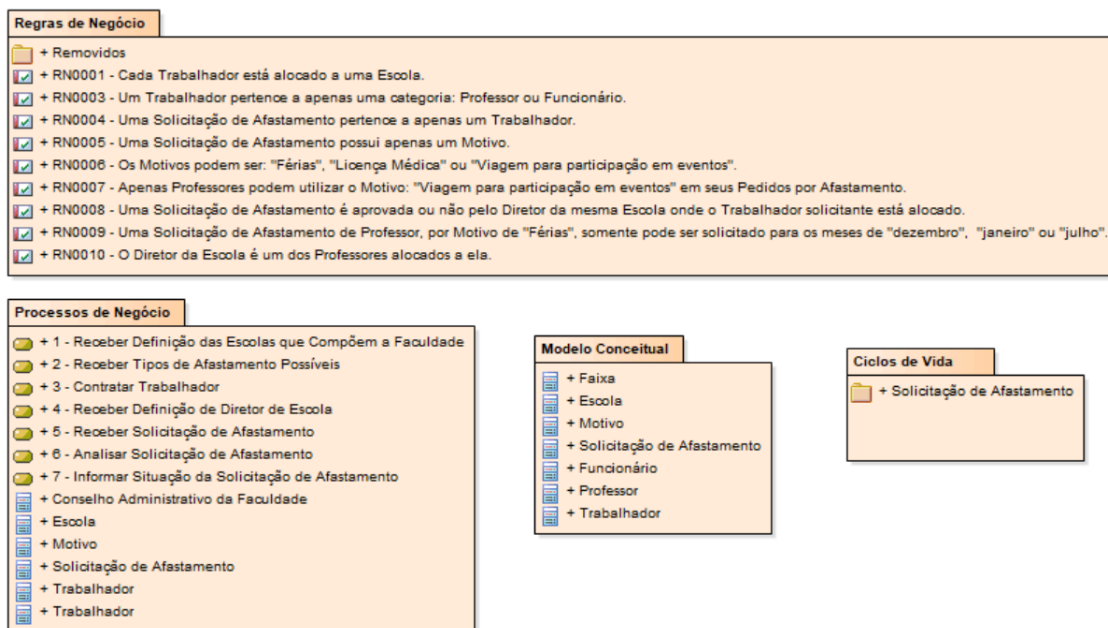 Regras de Negócio
+ Removidos
+ RN0001 - Cada Trabalhador está alocado a uma Escola.
+ RN0003 - Um Trabalhador pertence a apenas uma categoria: Professor ou Funcionário.
+ RN0004 - Uma Solicitação de Afastamento pertence a apenas um Trabalhador.
+ RN0005 - Uma Solicitação de Afastamento possui apenas um Motivo.
+ RN0006 - Os Motivos podem ser: "Férias", "Licença Médica" ou "Viagem para participação em eventos".
+ RN0007 - Apenas Professores podem utilizar o Motivo: "Viagem para participação em eventos" em seus Pedidos por Afastamento.
+ RN0008 - Uma Solicitação de Afastamento é aprovada ou não pelo Diretor da mesma Escola onde o Trabalhador solicitante está alocado.
+ RN0009 - Uma Solicitação de Afastamento de Professor, por Motivo de "Férias", somente pode ser solicitado para os meses de "dezembro", "janeiro" ou "julho".
+ RN0010 - O Diretor da Escola é um dos Professores alocados a ela.
Processos de Negócio
+ 1 - Receber Definição das Escolas que Compõem a Faculdade
+ 2 - Receber Tipos de Afastamento Possíveis
+ 3 - Contratar Trabalhador
+ 4 - Receber Definição de Diretor de Escola
+ 5 - Receber Solicitação de Afastamento
+ 6 - Analisar Solicitação de Afastamento
+ 7 - Informar Situação da Solicitação de Afastamento
+ Conselho Administrativo da Faculdade
+ Escola
+ Motivo
+ Solicitação de Afastamento
+ Trabalhador
+ Trabalhador
Modelo Conceitual
+ Faixa
+ Escola
+ Motivo
+ Solicitação de Afastamento
+ Funcionário
+ Professor
+ Trabalhador
Ciclos de Vida
+ Solicitação de Afastamento